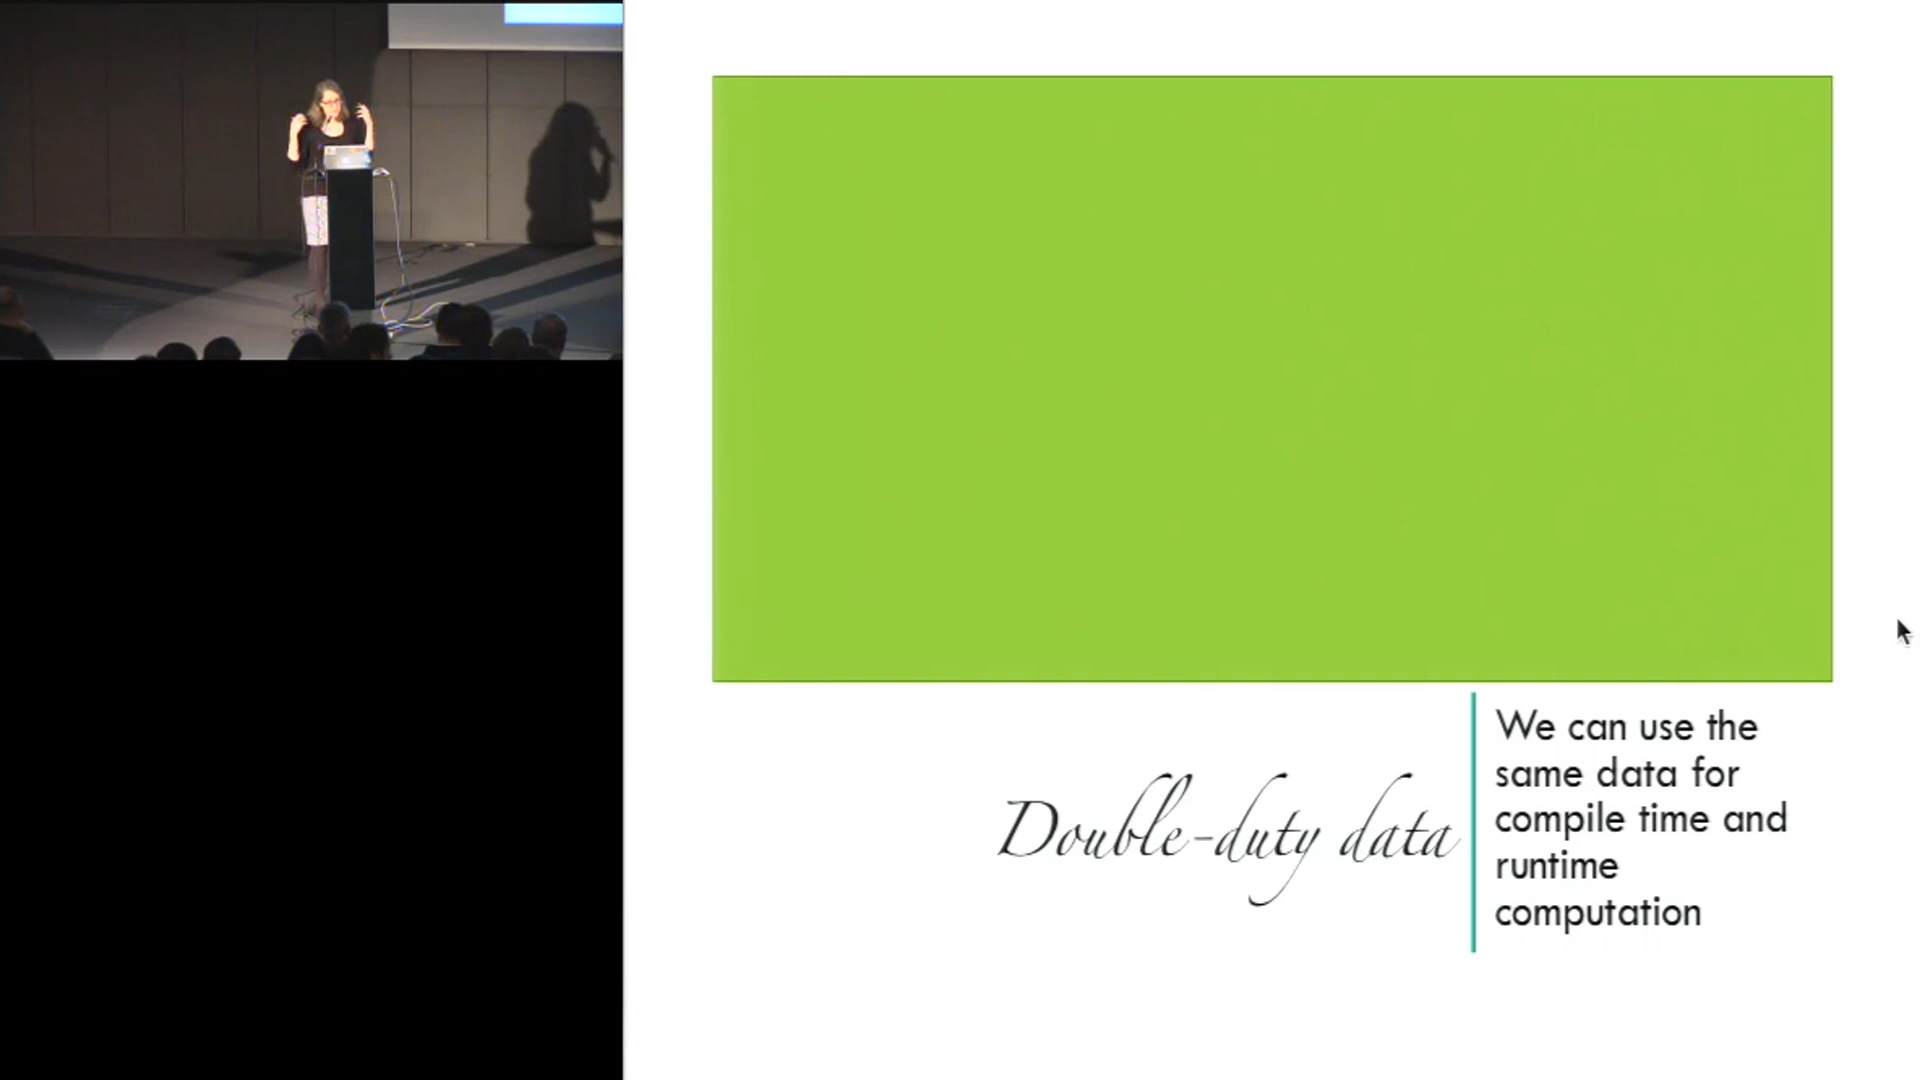 Double-duty data
We can use the
same data for
compile time and
runtime
computation